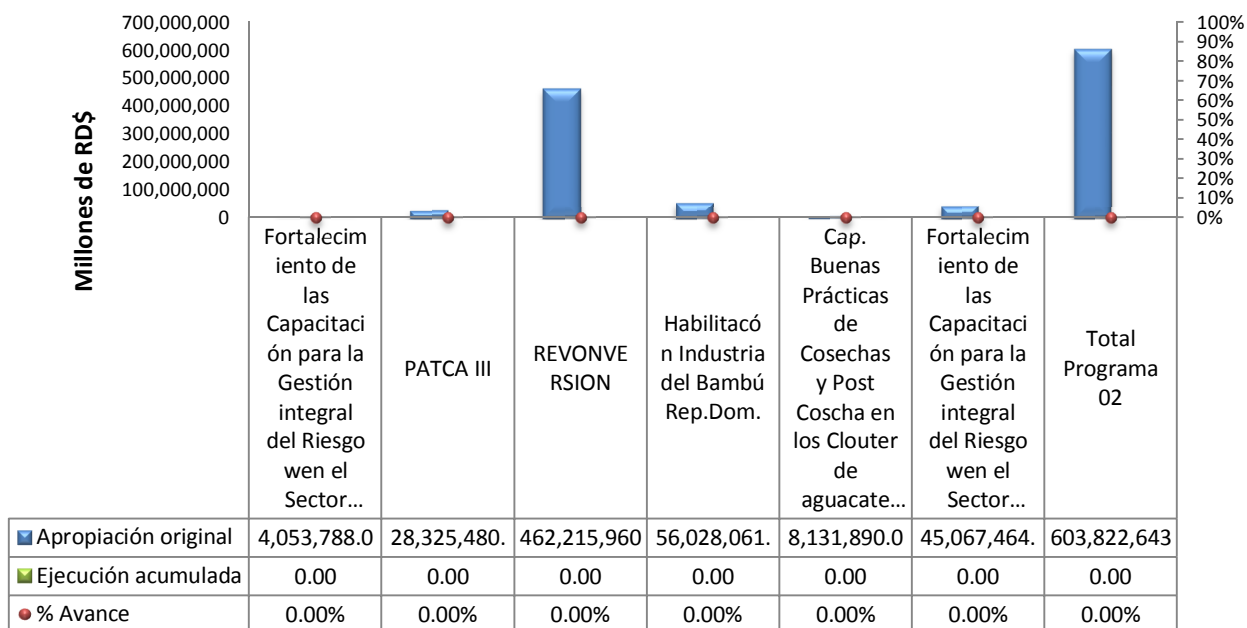 Millones de RD$
700,000,000
600,000,000
500,000,000
400,000,000
300,000,000
200,000,000
100,000,000
0
100%
90%
80%
70%
60%
50%
40%
30%
20%
10%
0%
Fortalecim
iento de
las
Capacitaci
ón para la
Gestión
integral
del Riesgo
wen el
Sector...
PATCA III
REVONVE
RSION
Habilitacó
n Industria
del Bambú
Rep.Dom.
Cap.
Buenas
Prácticas
de
Cosechas
y Post
Coscha en
los Clouter
de
aguacate...
Fortalecim
iento de
las
Capacitaci
ón para la
Gestión
integral
del Riesgo
wen el
Sector...
Total
Programa
02
Apropiación original 4,053,788.0 28,325,480. 462,215,960 56,028,061. 8,131,890.0 45,067,464. 603,822,643
Ejecución acumulada 0.00 0.00 0.00 0.00 0.00 0.00 0.00
% Avance 0.00% 0.00% 0.00% 0.00% 0.00% 0.00% 0.00%